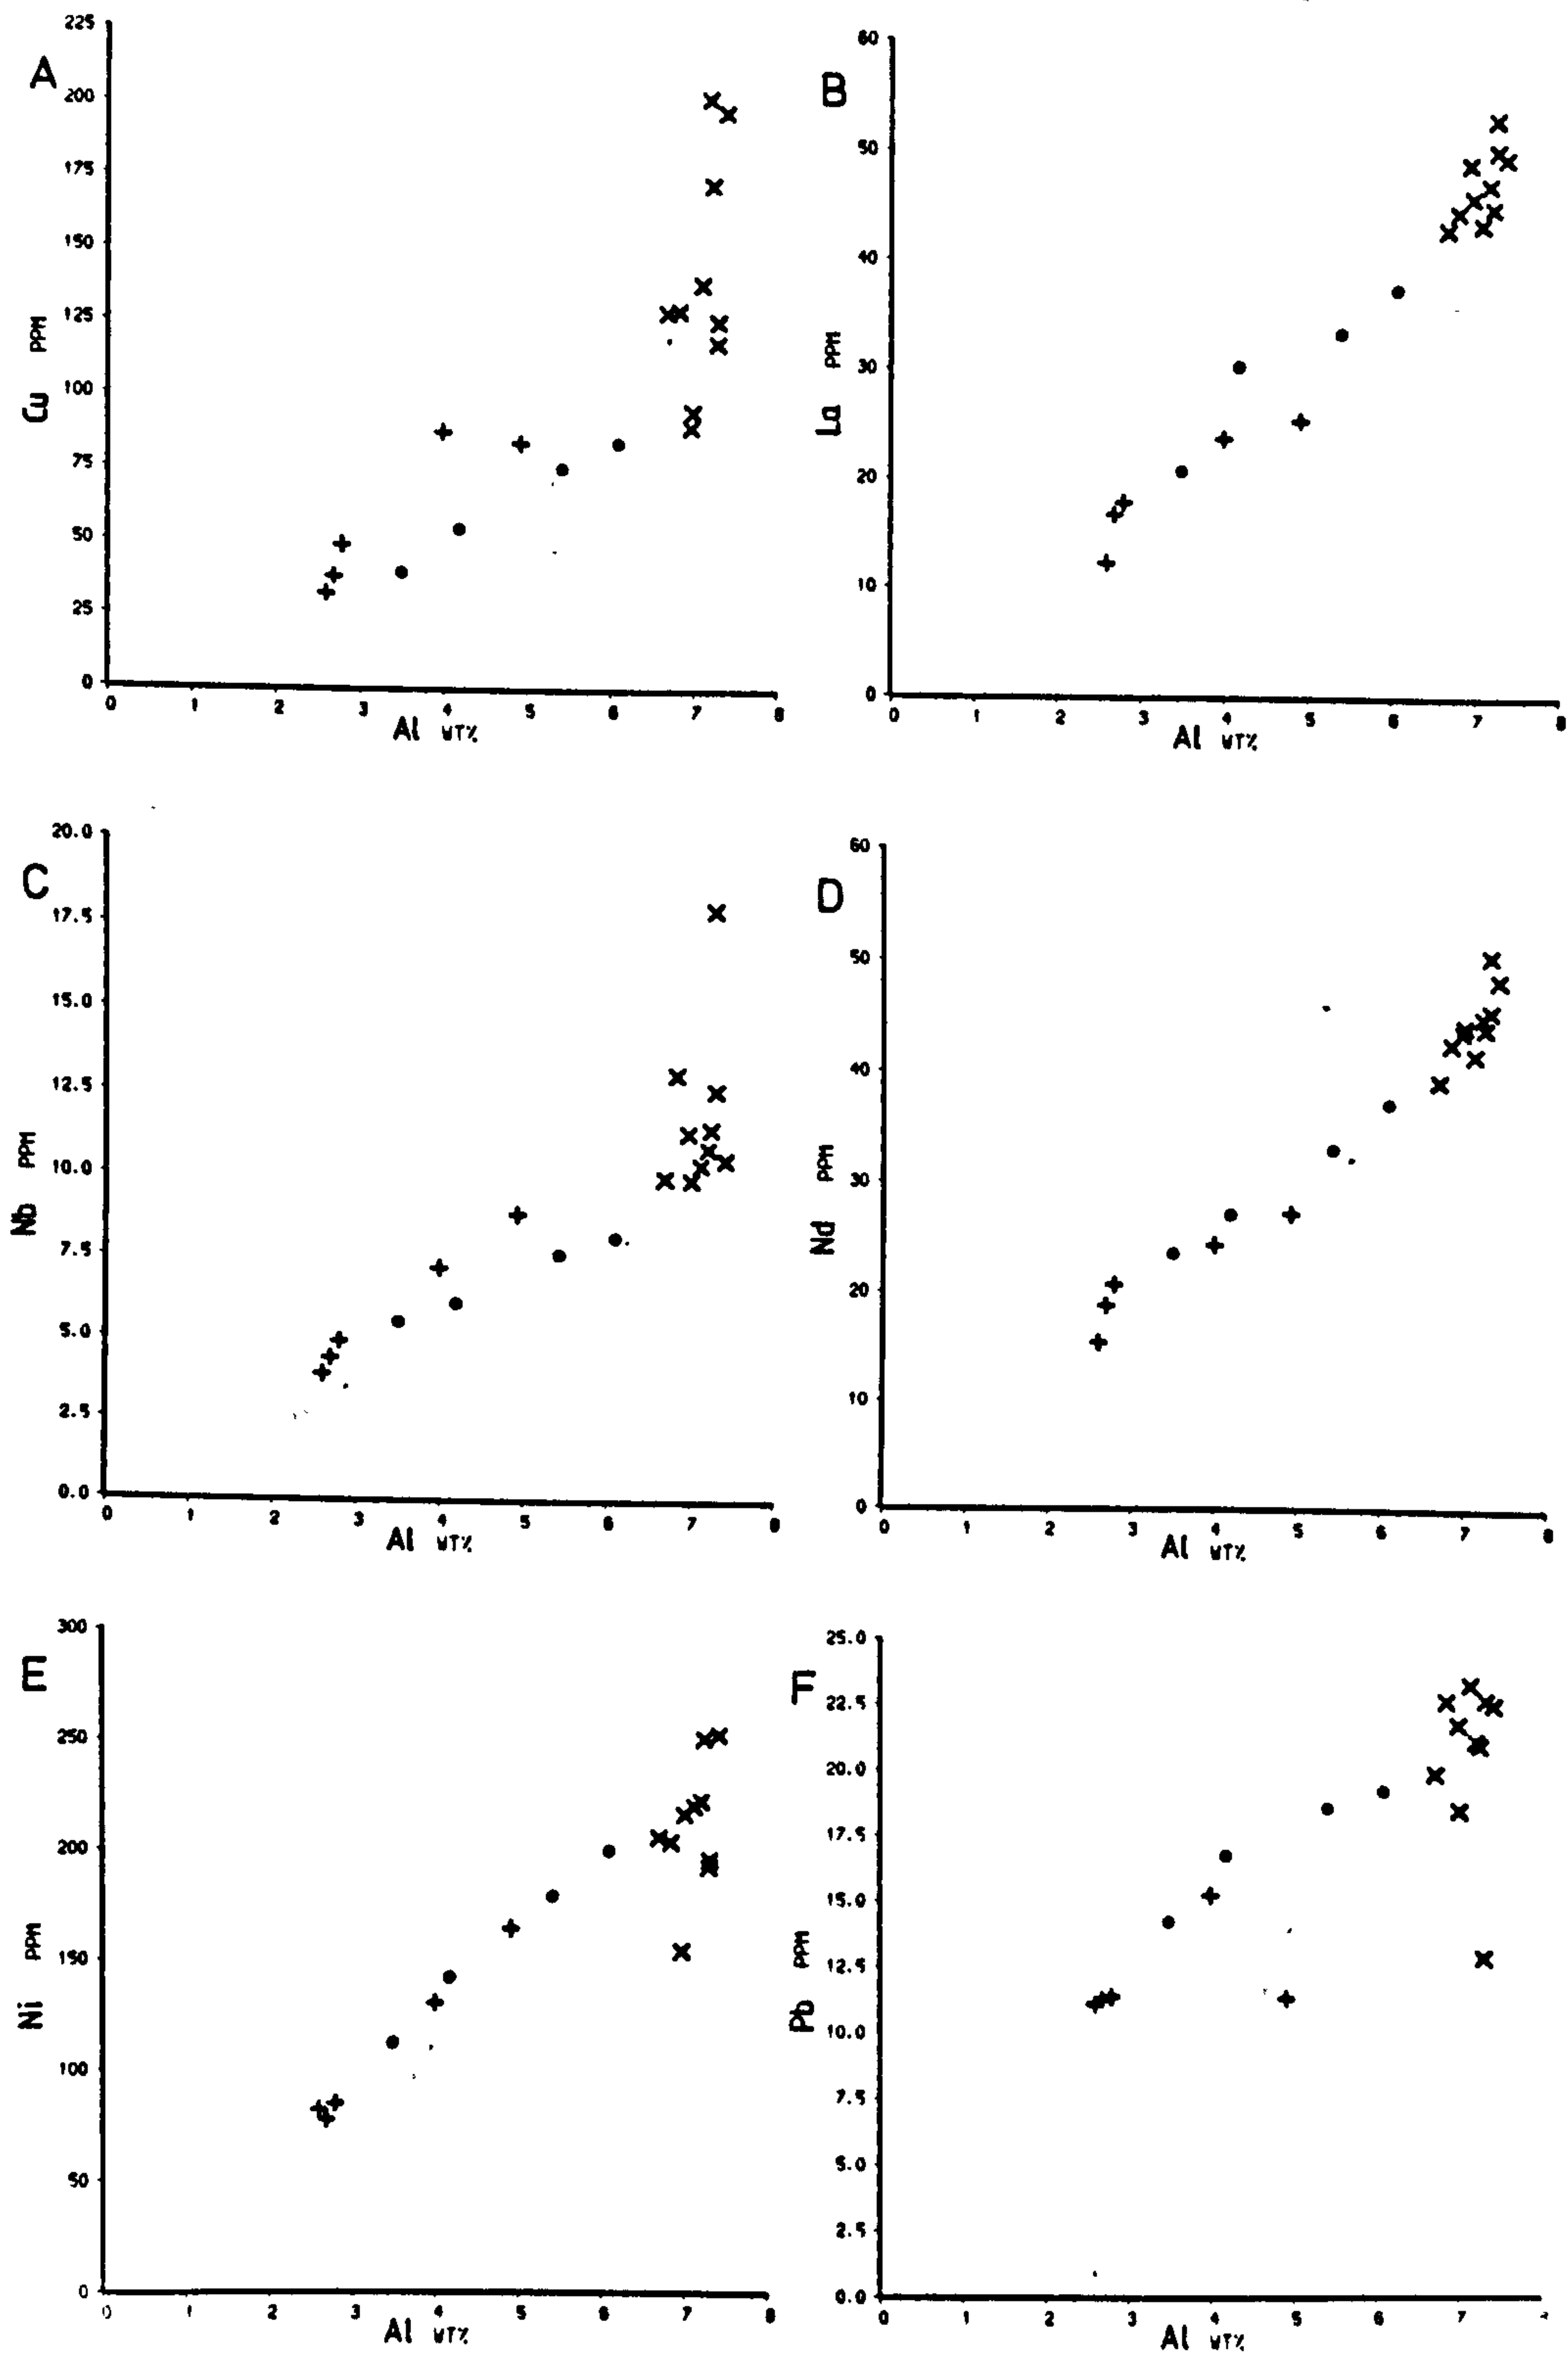 A
225
200
175
150
125
100
75
50
25
0
Cu PPM
0 1 2 3 4 5 6 7 8
Al WT%
B
60
50
40
30
20
10
0
La PPM
0 1 2 3 4 5 6 7 8
Al WT%
C
20.0
17.5
15.0
12.5
10.0
7.5
5.0
2.5
0.0
Nb PPM
0 1 2 3 4 5 6 7 8
Al WT%
D
60
50
40
30
20
10
0
Nd PPM
0 1 2 3 4 5 6 7 8
Al WT%
E
300
250
200
150
100
50
0
Ni PPM
0 1 2 3 4 5 6 7 8
Al WT%
F
25.0
22.5
20.0
17.5
15.0
12.5
10.0
7.5
5.0
2.5
0.0
Pb PPM
0 1 2 3 4 5 6 7
Al WT%